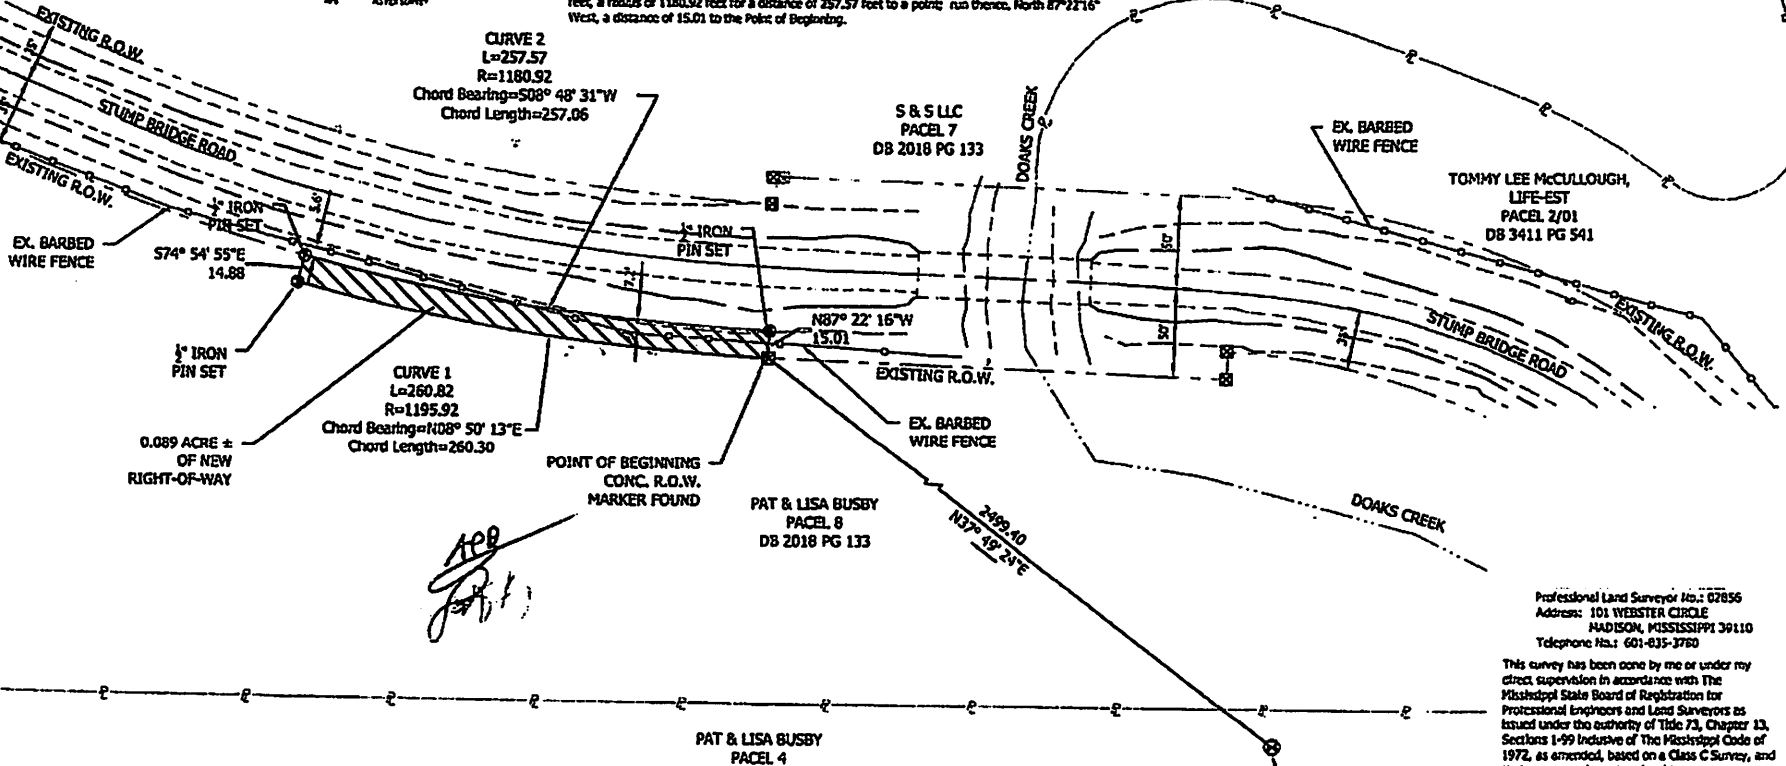 feet, a radius of 1180.92 feet for a distance of 257.57 feet to a point; run thence, North 87°22'16"
West, a distance of 15.01 to the Point of Beginning.
EXISTING R.O.W.
35'
STUMP BRIDGE ROAD
EXISTING R.O.W.
CURVE 2
L=257.57
R=1180.92
Chord Bearing=S08° 48' 31"W
Chord Length=257.06
S & S LLC
PACEL 7
DB 2018 PG 133
DOAKS CREEK
EX. BARBED
WIRE FENCE
TOMMY LEE McCULLOUGH,
LIFE-EST
PACEL 2/01
DB 3411 PG 541
EX. BARBED
WIRE FENCE
½" IRON
PIN SET
3.6'
S74° 54' 55"E
14.88
½" IRON
PIN SET
7.2'
N87° 22' 16"W
15.01
50'
50'
EXISTING R.O.W.
STUMP BRIDGE ROAD
35'
EXISTING R.O.W.
½" IRON
PIN SET
CURVE 1
L=260.82
R=1195.92
Chord Bearing=N08° 50' 13"E
Chord Length=260.30
0.089 ACRE ±
OF NEW
RIGHT-OF-WAY
EX. BARBED
WIRE FENCE
POINT OF BEGINNING
CONC. R.O.W.
MARKER FOUND
PAT & LISA BUSBY
PACEL 8
DB 2018 PG 133
2499.40
N37° 49' 24"E
DOAKS CREEK
Professional Land Surveyor No.: 02856
Address: 101 WEBSTER CIRCLE
MADISON, MISSISSIPPI 39110
Telephone No.: 601-835-3760
This survey has been done by me or under my
direct supervision in accordance with The
Mississippi State Board of Registration for
Professional Engineers and Land Surveyors as
issued under the authority of Title 73, Chapter 13,
Sections 1-99 inclusive of The Mississippi Code of
1972, as amended, based on a Class C Survey, and
PAT & LISA BUSBY
PACEL 4